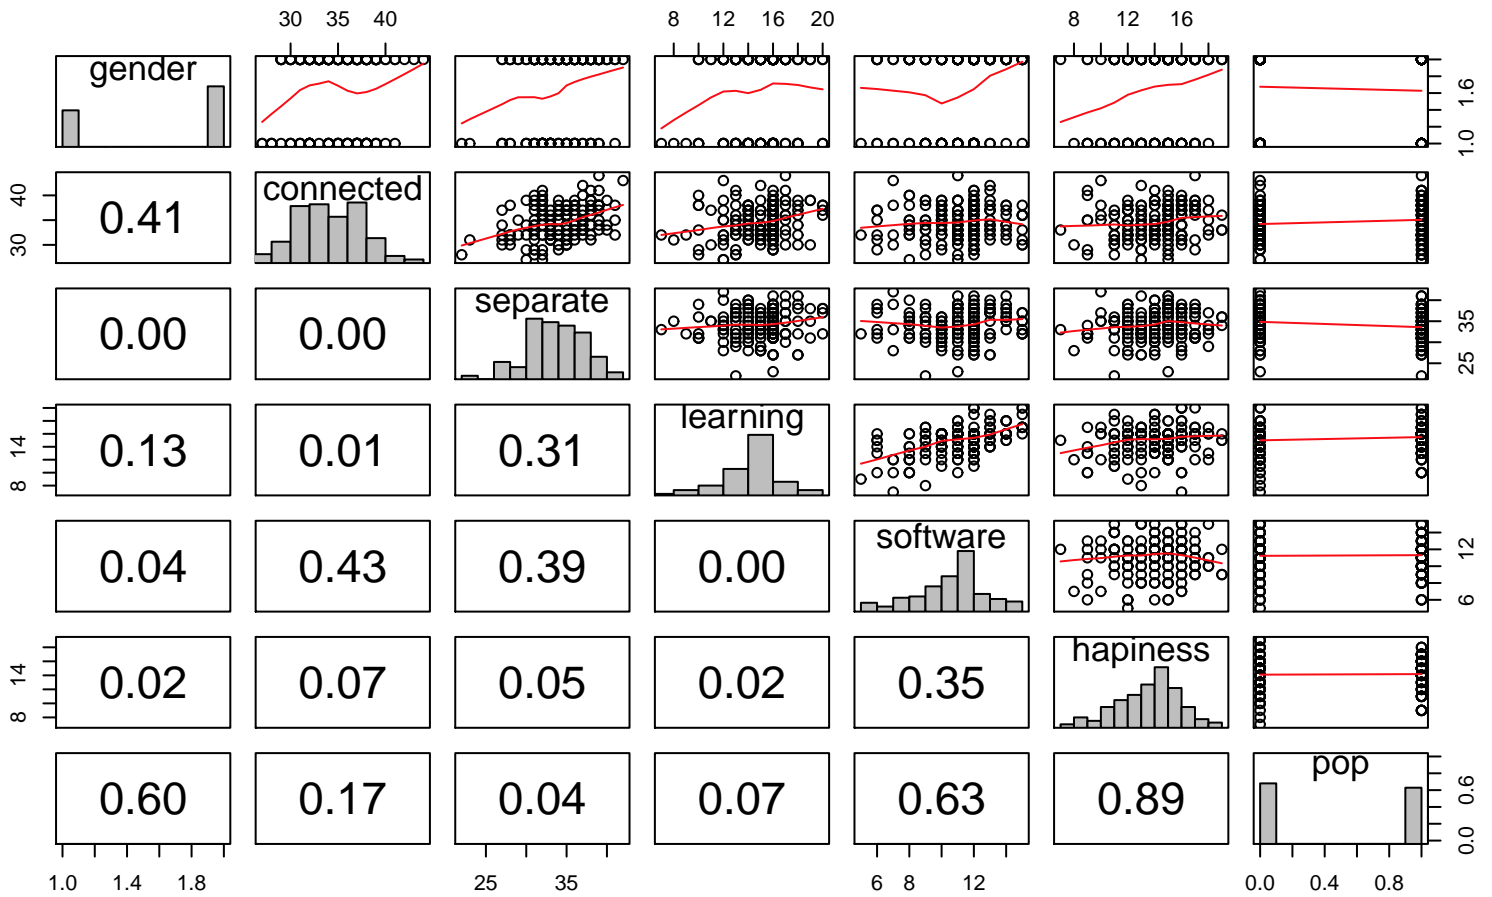 30 35 40 8 12 16 20 8 12 16
gender 1.0 1.6
30 40 0.41 connected
0.00 0.00 separate 25 35
8 14 0.13 0.01 0.31 learning
0.04 0.43 0.39 0.00 software 6 12
8 14 0.02 0.07 0.05 0.02 0.35 hapiness
0.60 0.17 0.04 0.07 0.63 0.89 pop 0.0 0.6
1.0 1.4 1.8 25 35 6 8 12 0.0 0.4 0.8